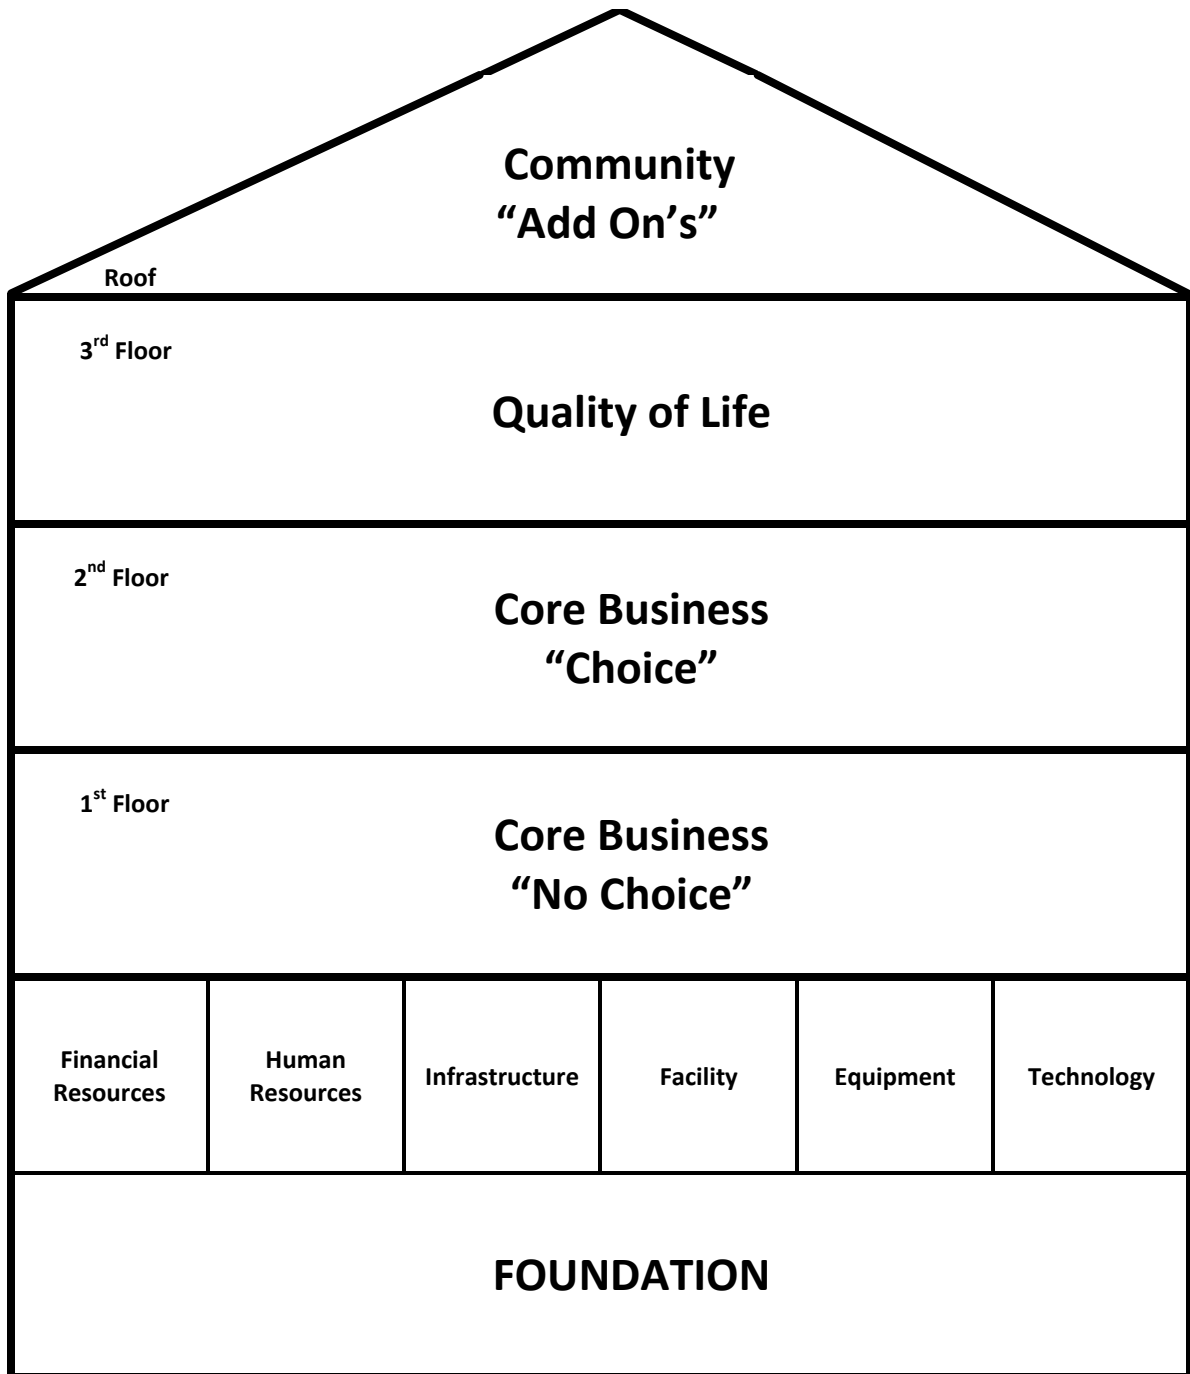 Community
“Add On’s”
Roof
3rd Floor
Quality of Life
2nd Floor
Core Business
“Choice”
1st Floor
Core Business
“No Choice”
Financial
Resources
Human
Resources
Infrastructure
Facility
Equipment
Technology
FOUNDATION